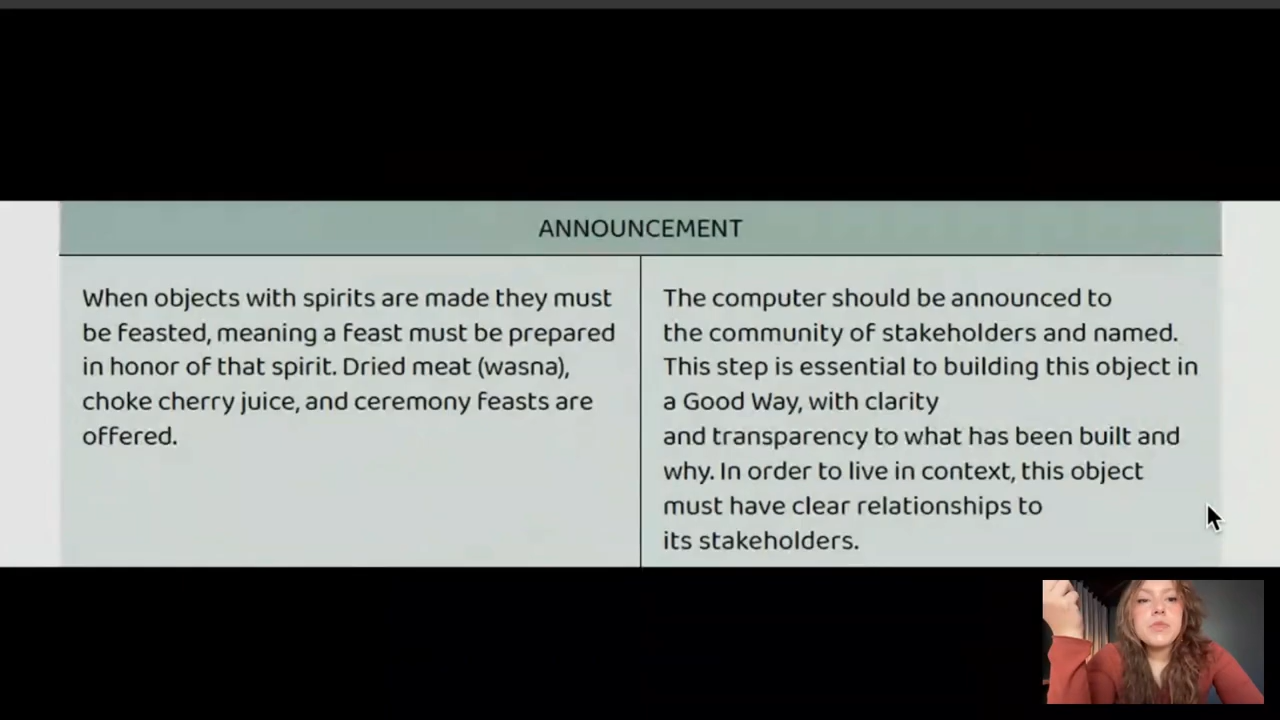 ANNOUNCEMENT
When objects with spirits are made they must
be feasted, meaning a feast must be prepared
in honor of that spirit. Dried meat (wasna),
choke cherry juice, and ceremony feasts are
offered.
The computer should be announced to
the community of stakeholders and named.
This step is essential to building this object in
a Good Way, with clarity
and transparency to what has been built and
why. In order to live in context, this object
must have clear relationships to
its stakeholders.